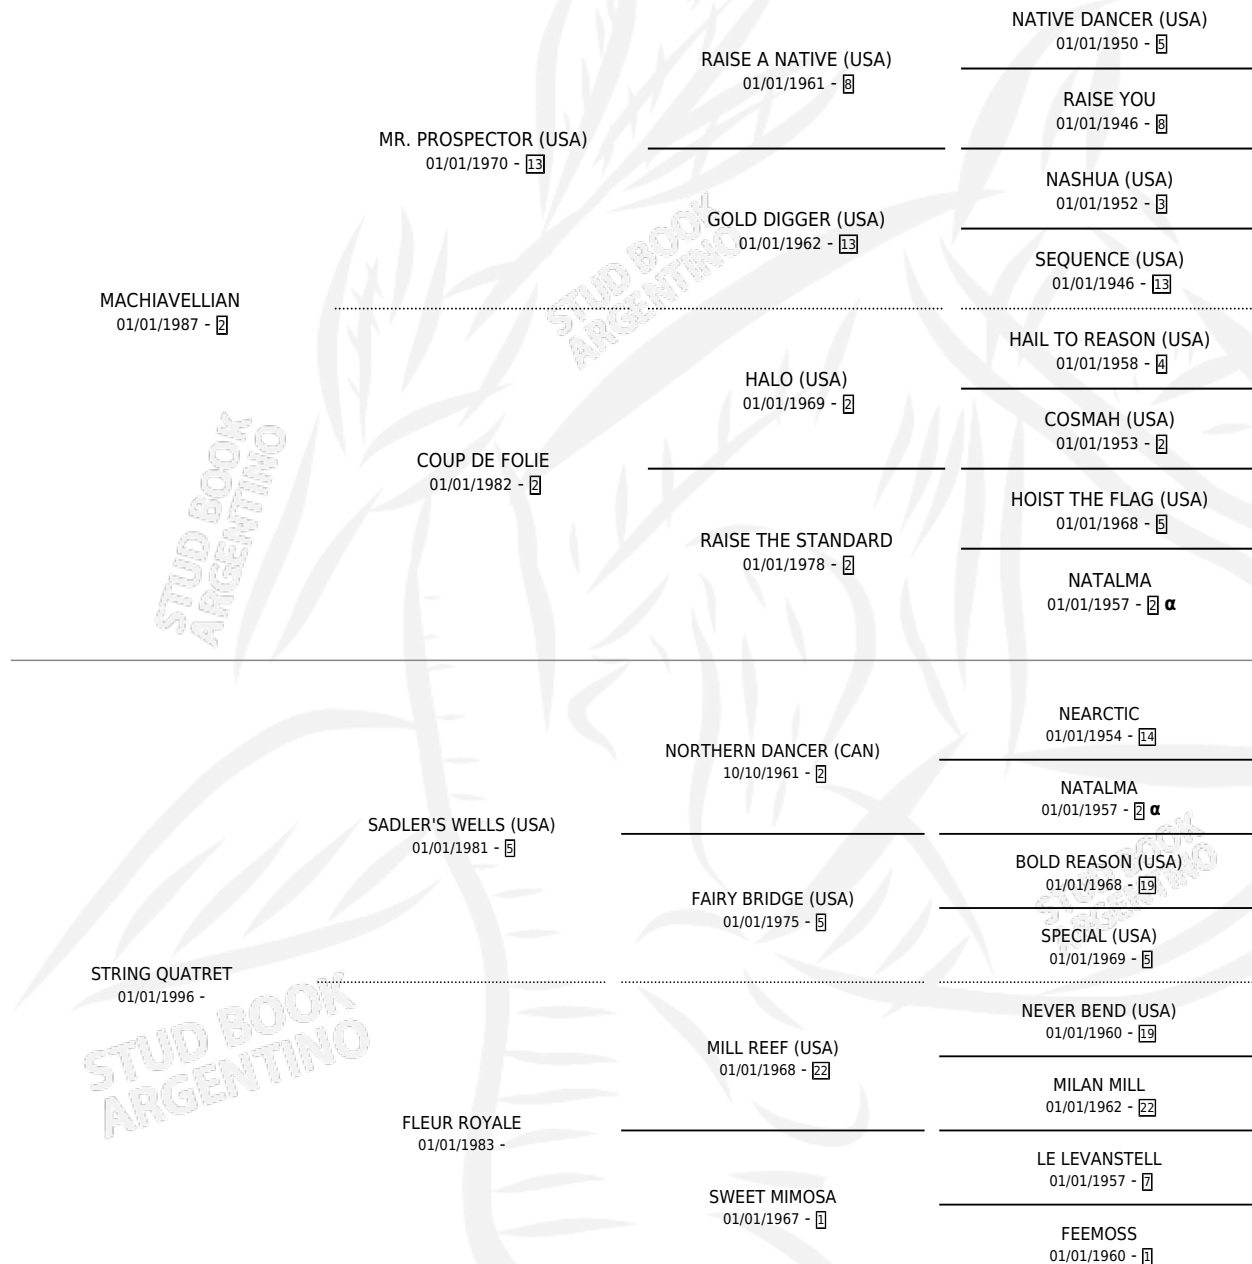 NATIVE DANCER (USA)
01/01/1950 - 5
RAISE A NATIVE (USA)
01/01/1961 - 8
RAISE YOU
01/01/1946 - 8
MR. PROSPECTOR (USA)
01/01/1970 - 13
NASHUA (USA)
01/01/1952 - 3
GOLD DIGGER (USA)
01/01/1962 - 13
SEQUENCE (USA)
01/01/1946 - 13
MACHIAVELLIAN
01/01/1987 - 2
HAIL TO REASON (USA)
01/01/1958 - 4
HALO (USA)
01/01/1969 - 2
COSMAH (USA)
01/01/1953 - 2
COUP DE FOLIE
01/01/1982 - 2
HOIST THE FLAG (USA)
01/01/1968 - 5
RAISE THE STANDARD
01/01/1978 - 2
NATALMA
01/01/1957 - 2 α
NEARCTIC
01/01/1954 - 14
NORTHERN DANCER (CAN)
10/10/1961 - 2
NATALMA
01/01/1957 - 2 α
SADLER'S WELLS (USA)
01/01/1981 - 5
BOLD REASON (USA)
01/01/1968 - 19
FAIRY BRIDGE (USA)
01/01/1975 - 5
SPECIAL (USA)
01/01/1969 - 5
STRING QUATRET
01/01/1996 -
NEVER BEND (USA)
01/01/1960 - 19
MILL REEF (USA)
01/01/1968 - 22
MILAN MILL
01/01/1962 - 22
FLEUR ROYALE
01/01/1983 -
LE LEVANSTELL
01/01/1957 - 7
SWEET MIMOSA
01/01/1967 - 1
FEEMOSS
01/01/1960 - 1
STUD BOOK
ARGENTINO
STUD BOOK
ARGENTINO
STUD BOOK
ARGENTINO
STUD BOOK
ARGENTINO